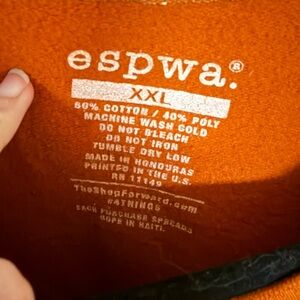 espwa.®
XXL
60% COTTON / 40% POLY
MACHINE WASH COLD
DO NOT BLEACH
DO NOT IRON
TUMBLE DRY LOW
MADE IN HONDURAS
PRINTED IN THE U.S.
RN 11149
TheShopForward.com
#4THINGS
EACH PURCHASE SPREADS
HOPE IN HAITI.